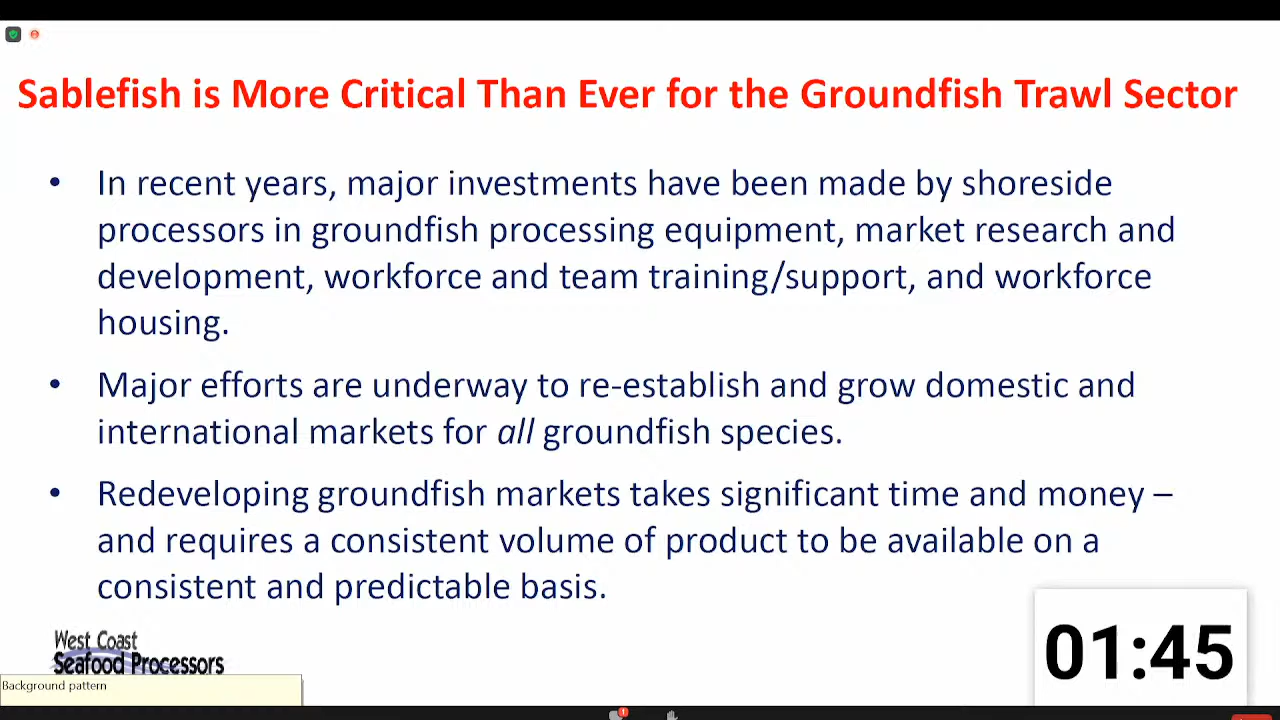 Sablefish is More Critical Than Ever for the Groundfish Trawl Sector
• In recent years, major investments have been made by shoreside
processors in groundfish processing equipment, market research and
development, workforce and team training/support, and workforce
housing.
• Major efforts are underway to re-establish and grow domestic and
international markets for all groundfish species.
• Redeveloping groundfish markets takes significant time and money –
and requires a consistent volume of product to be available on a
consistent and predictable basis.
West Coast
Seafood Processors
Background pattern
01:45